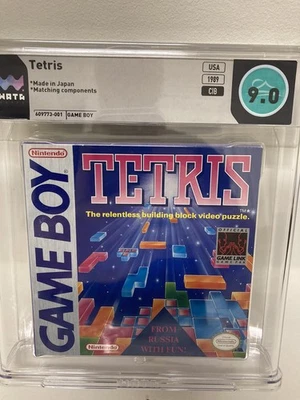 Tetris
*Made in Japan
*Matching components
WATA
609773-001
GAME BOY
USA
1989
CIB
9.0
Nintendo
GAME BOY
TETRIS
TM
The relentless building block video puzzle.
OFFICIAL
GAME LINK
FROM
RUSSIA
WITH FUN!
Nintendo